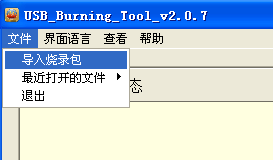 USB_Burning_Tool_v2.0.7
文件 界面语言 查看 帮助
导入烧录包
最近打开的文件
态
退出